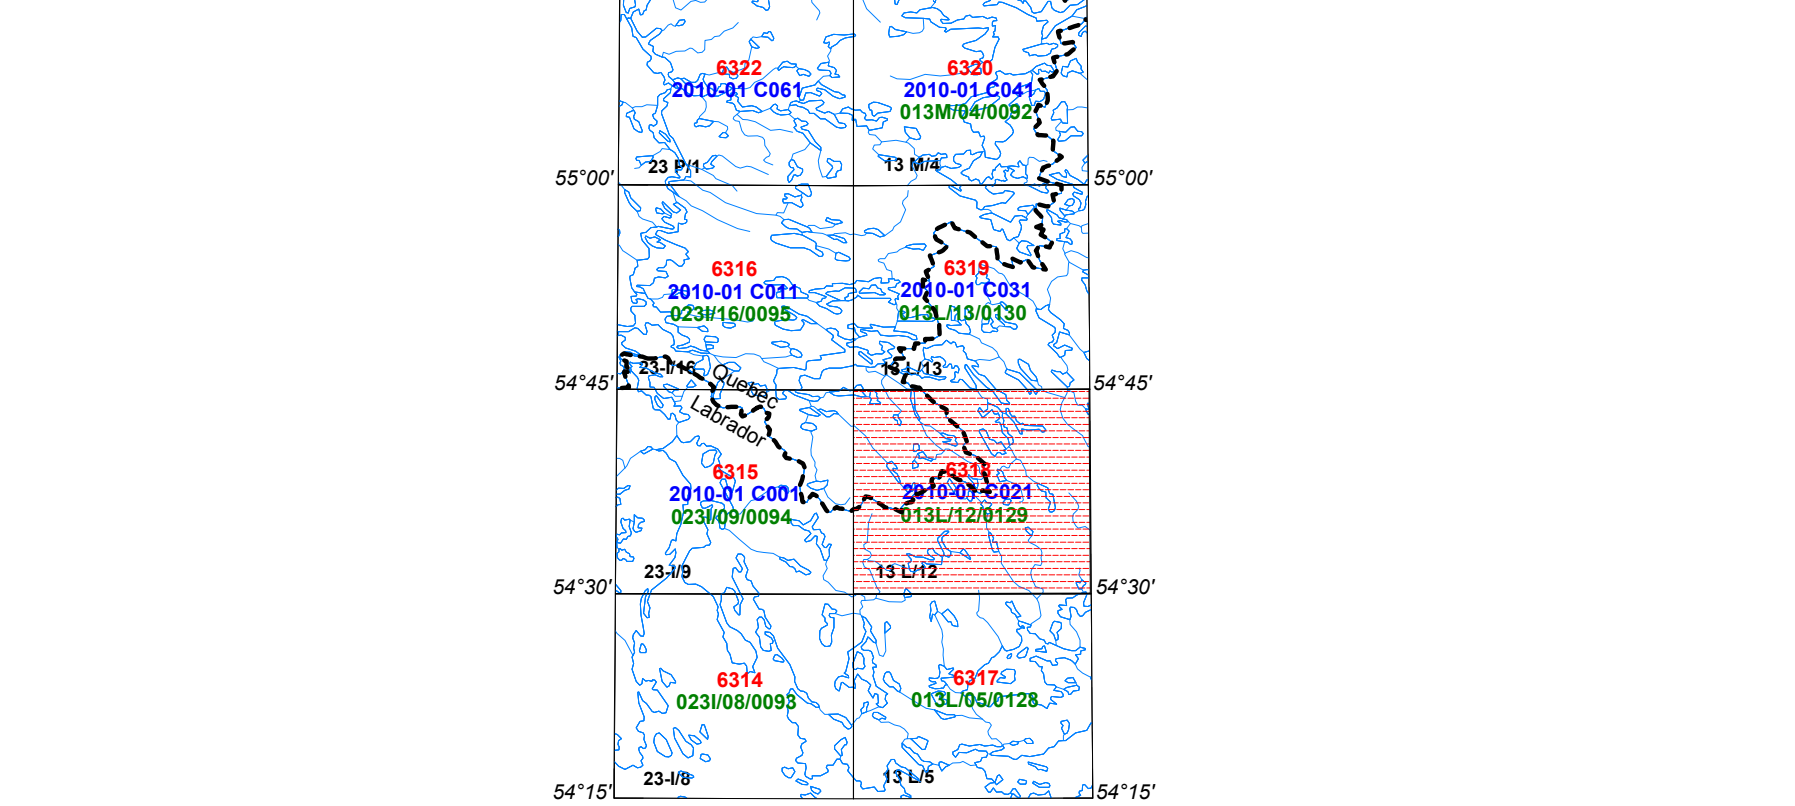 6322
2010-01 C061
6320
2010-01 C041
013M/04/0092
23 P/1
13 M/4
55°00'
55°00'
6316
2010-01 C011
023I/16/0095
6319
2010-01 C031
013L/13/0130
23-I/16
13 L/13
Quebec
Labrador
54°45'
54°45'
6315
2010-01 C001
023I/09/0094
6318
2010-01 C021
013L/12/0129
23-I/9
13 L/12
54°30'
54°30'
6314
023I/08/0093
6317
013L/05/0128
23-I/8
13 L/5
54°15'
54°15'